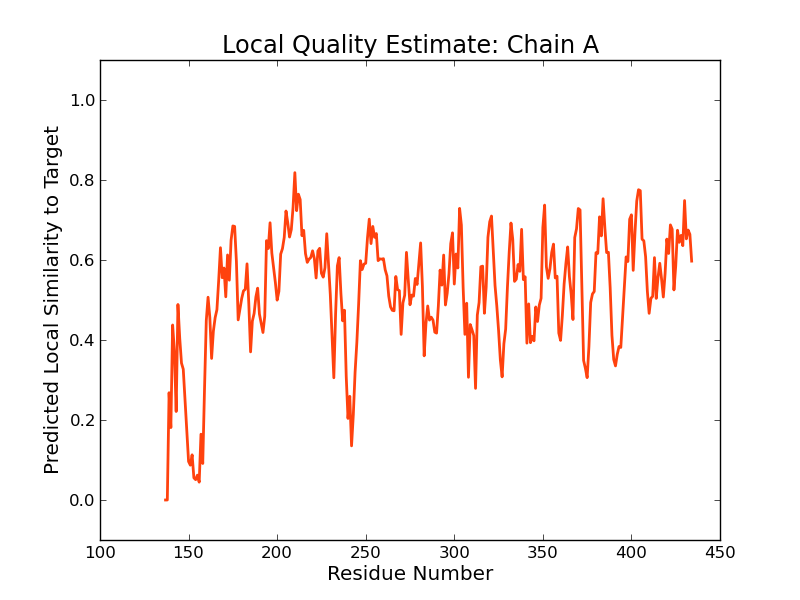 Local Quality Estimate: Chain A
Predicted Local Similarity to Target
1.0
0.8
0.6
0.4
0.2
0.0
100 150 200 250 300 350 400 450
Residue Number